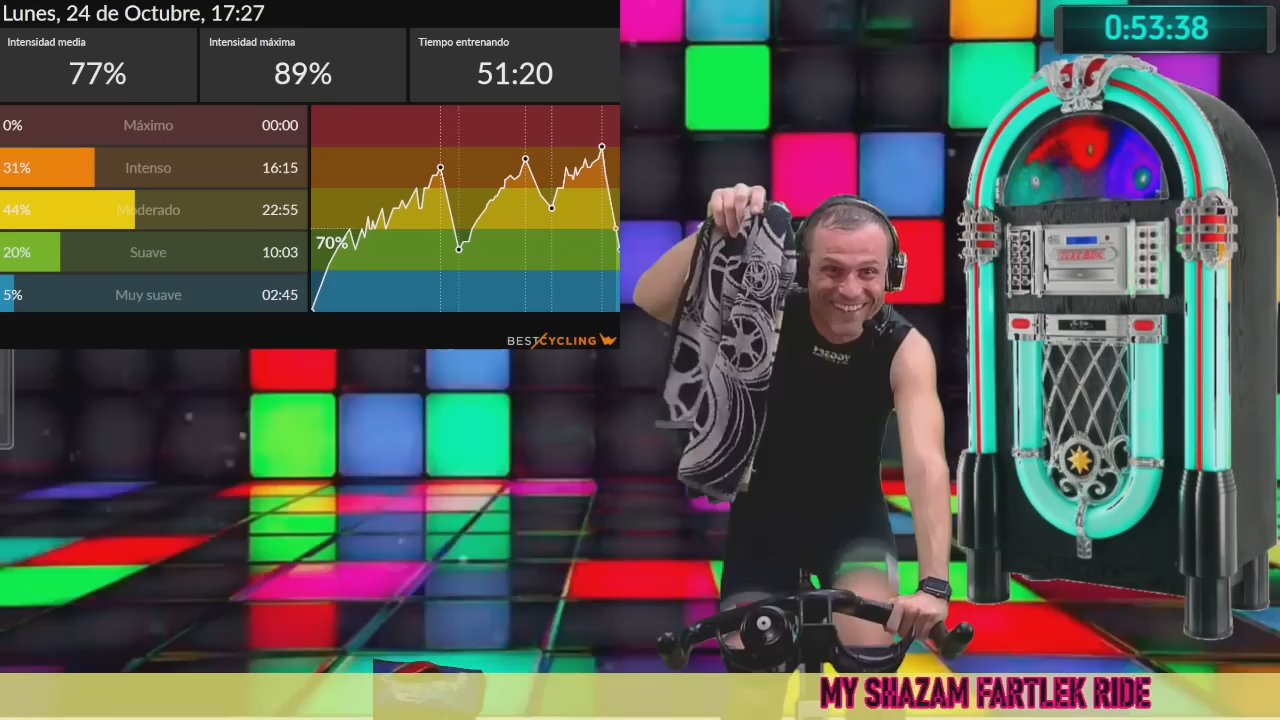 Lunes, 24 de Octubre, 17:27
0:53:38
Intensidad media
Intensidad máxima
Tiempo entrenando
77%
89%
51:20
0% Máximo 00:00
31% Intenso 16:15
44% Moderado 22:55
20% Suave 10:03
5% Muy suave 02:45
70%
BESTCYCLING
MY SHAZAM FARTLEK RIDE